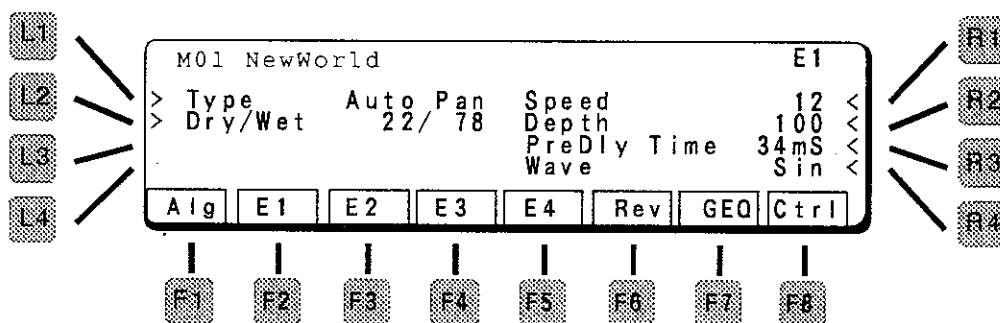 L1
L2
L3
L4
M01 NewWorld E1
> Type Auto Pan Speed 12 <
> Dry/Wet 22/ 78 Depth 100 <
PreDly Time 34mS <
Wave Sin <
Alg E1 E2 E3 E4 Rev GEQ Ctrl
R1
R2
R3
R4
F1 F2 F3 F4 F5 F6 F7 F8